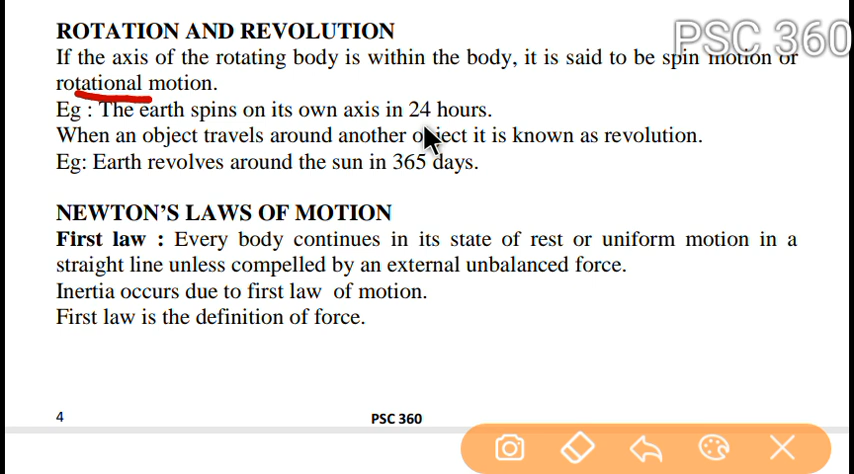 ROTATION AND REVOLUTION
PSC 360
If the axis of the rotating body is within the body, it is said to be spin motion or
rotational motion.
Eg : The earth spins on its own axis in 24 hours.
When an object travels around another object it is known as revolution.
Eg: Earth revolves around the sun in 365 days.
NEWTON'S LAWS OF MOTION
First law : Every body continues in its state of rest or uniform motion in a
straight line unless compelled by an external unbalanced force.
Inertia occurs due to first law of motion.
First law is the definition of force.
4
PSC 360